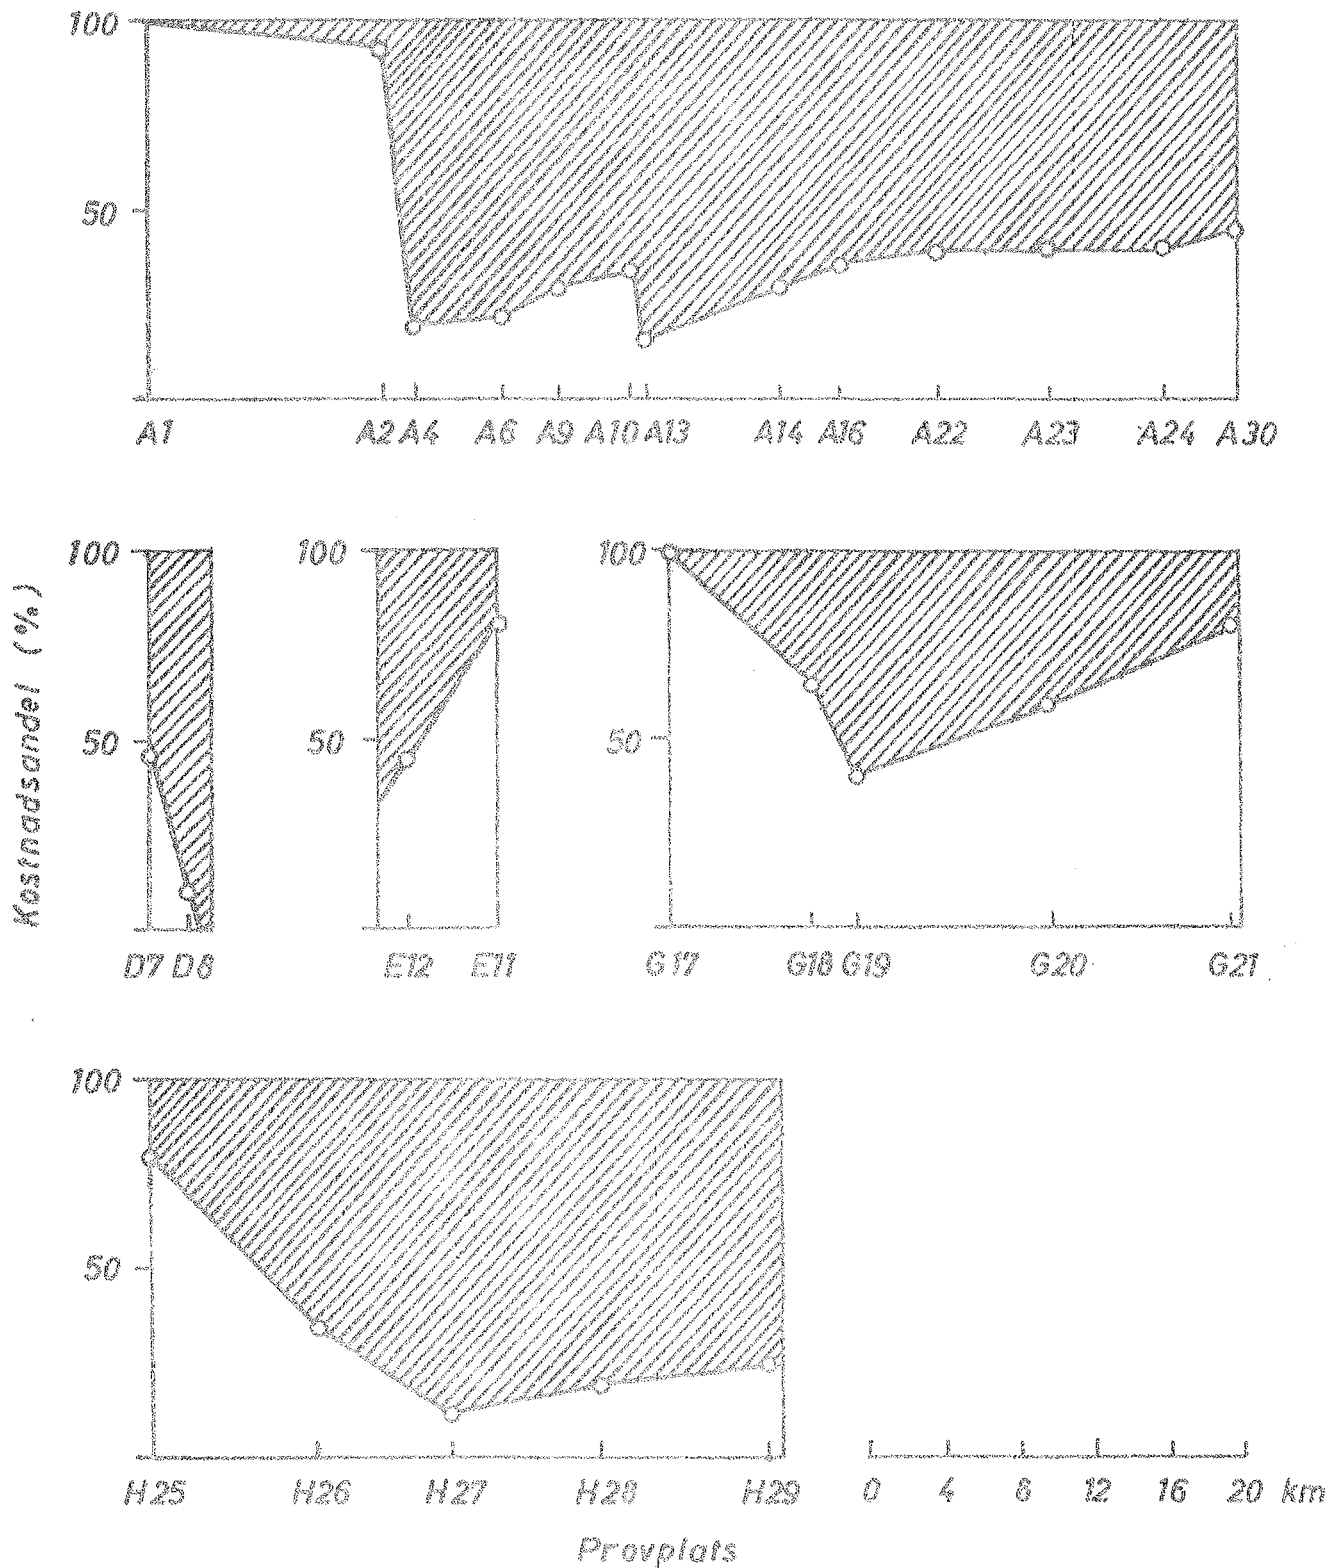 100
50
A1 A2 A4 A6 A9 A10 A13 A14 A16 A22 A23 A24 A30
Kostnadsandel (%)
100 100 100
50 50 50
D7 D8 E12 E11 G17 G18 G19 G20 G21
100
50
H25 H26 H27 H28 H29 0 4 8 12 16 20 km
Provplats